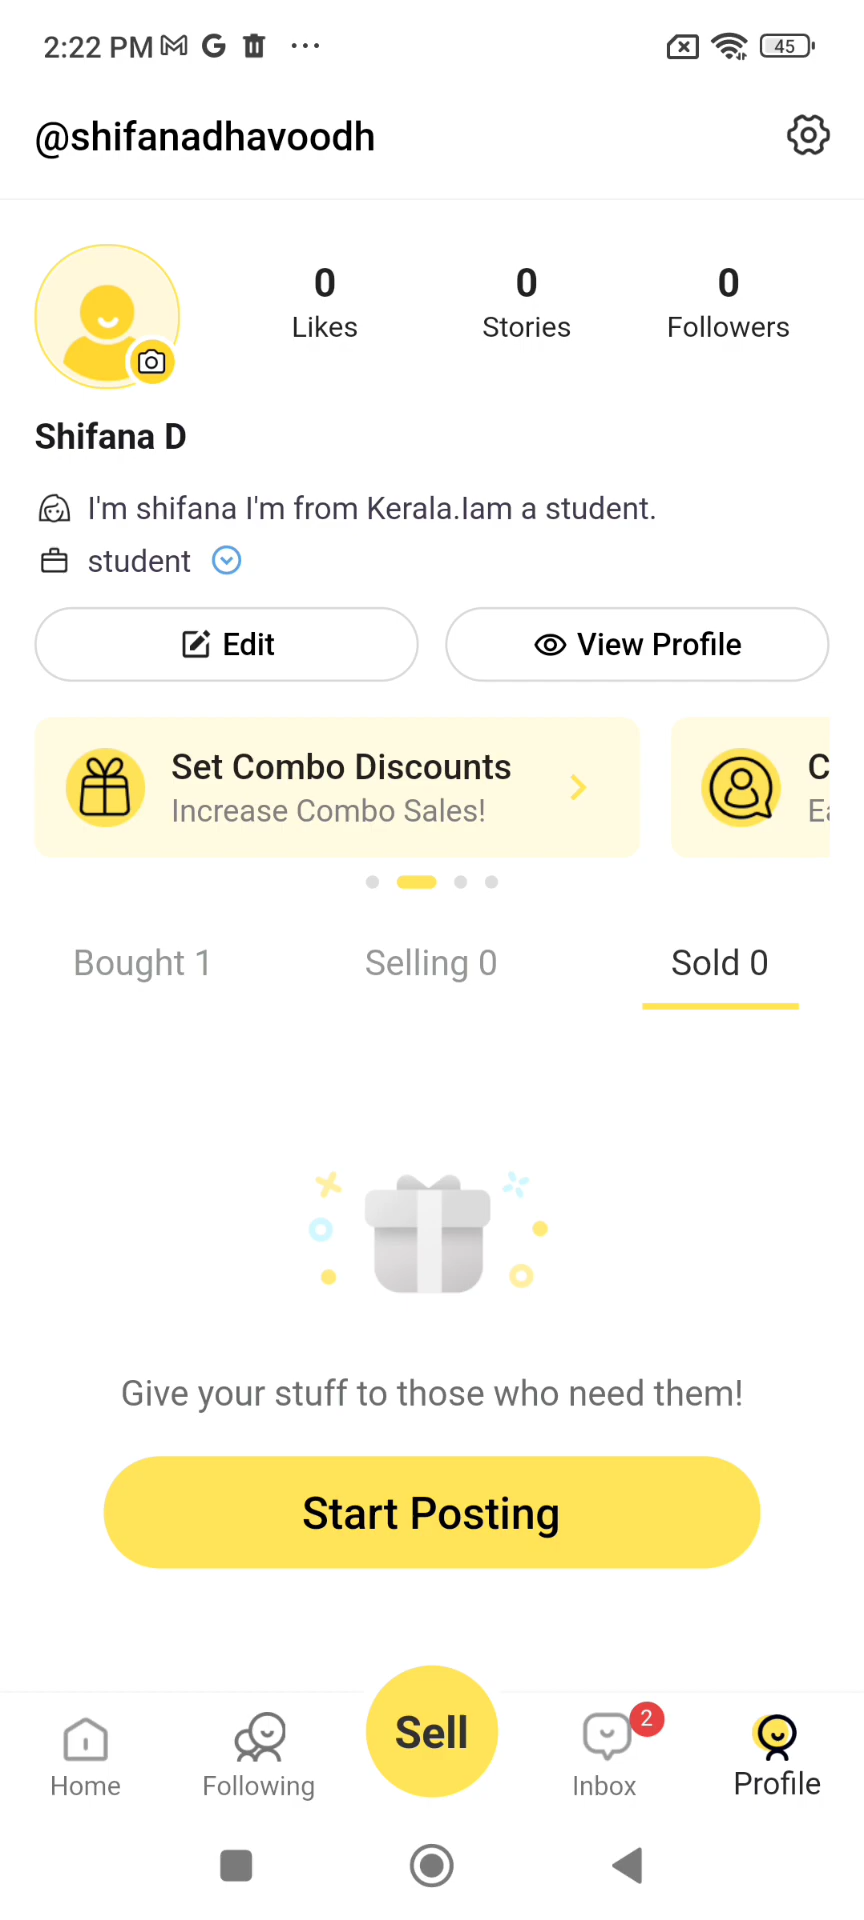 2:22 PM
45
@shifanadhavoodh
0 0 0
Likes Stories Followers
Shifana D
I'm shifana I'm from Kerala.Iam a student.
student
Edit View Profile
Set Combo Discounts C
Increase Combo Sales!
Bought 1 Selling 0 Sold 0
Give your stuff to those who need them!
Start Posting
Sell
2
Home Following Inbox Profile